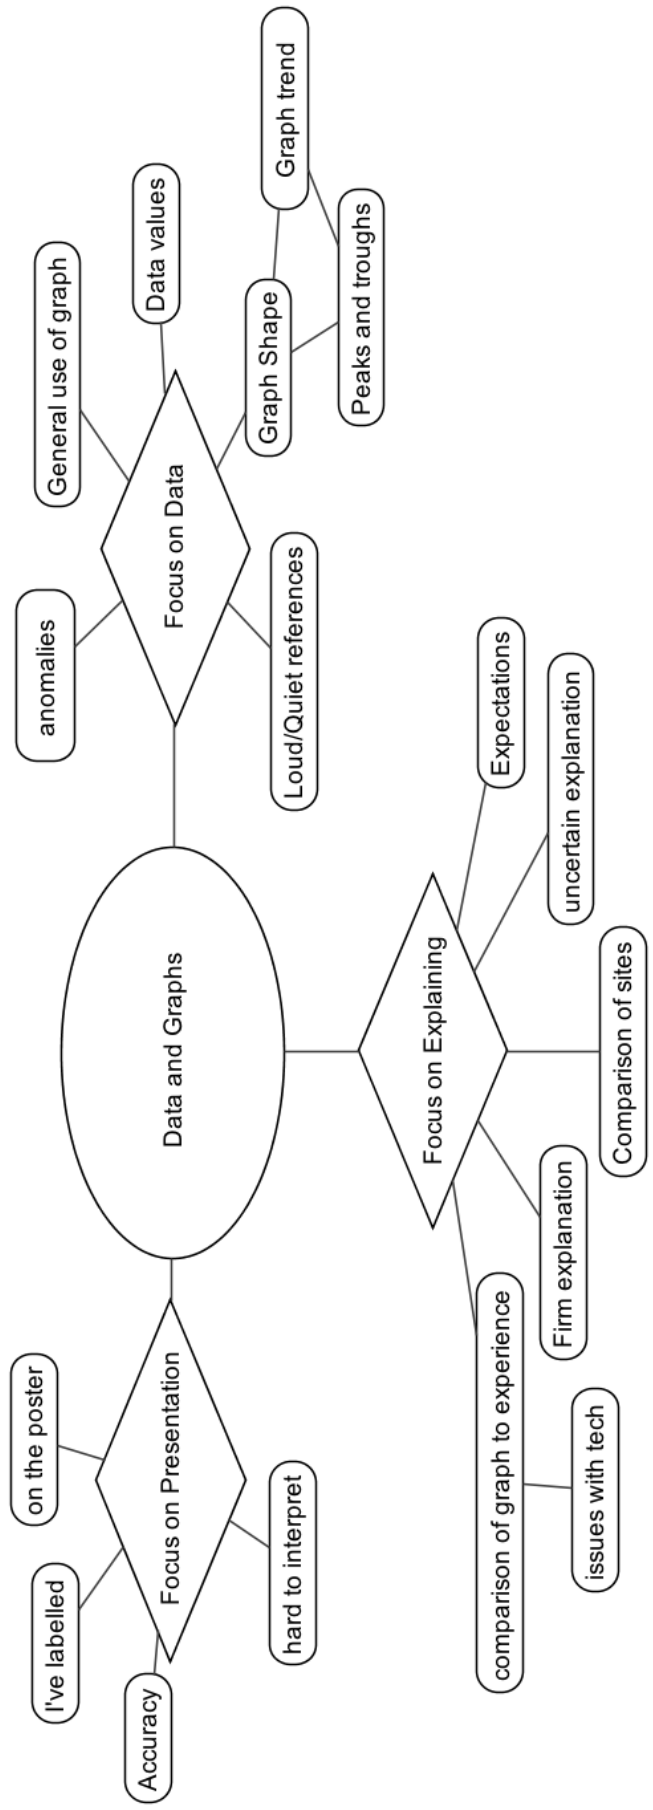 on the poster
I've labelled
Accuracy
Focus on Presentation
hard to interpret
Data and Graphs
anomalies
General use of graph
Data values
Focus on Data
Loud/Quiet references
Graph Shape
Graph trend
Peaks and troughs
Focus on Explaining
comparison of graph to experience
issues with tech
Firm explanation
Comparison of sites
uncertain explanation
Expectations